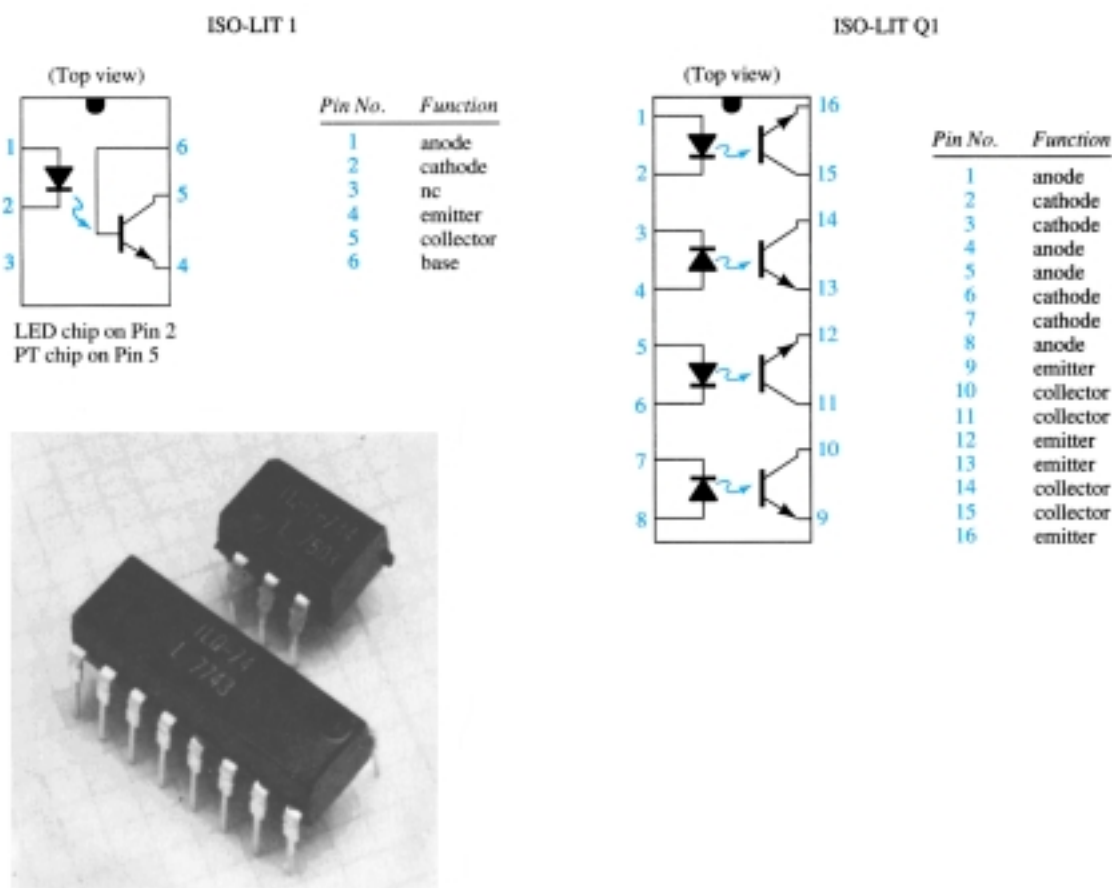 ISO-LIT 1
(Top view)
1
2
3
6
5
4
Pin No. Function
1 anode
2 cathode
3 nc
4 emitter
5 collector
6 base
LED chip on Pin 2
PT chip on Pin 5
ISO-LIT Q1
(Top view)
1
2
3
4
5
6
7
8
16
15
14
13
12
11
10
9
Pin No. Function
1 anode
2 cathode
3 cathode
4 anode
5 anode
6 cathode
7 cathode
8 anode
9 emitter
10 collector
11 collector
12 emitter
13 emitter
14 collector
15 collector
16 emitter
ILQ-74
I 7743